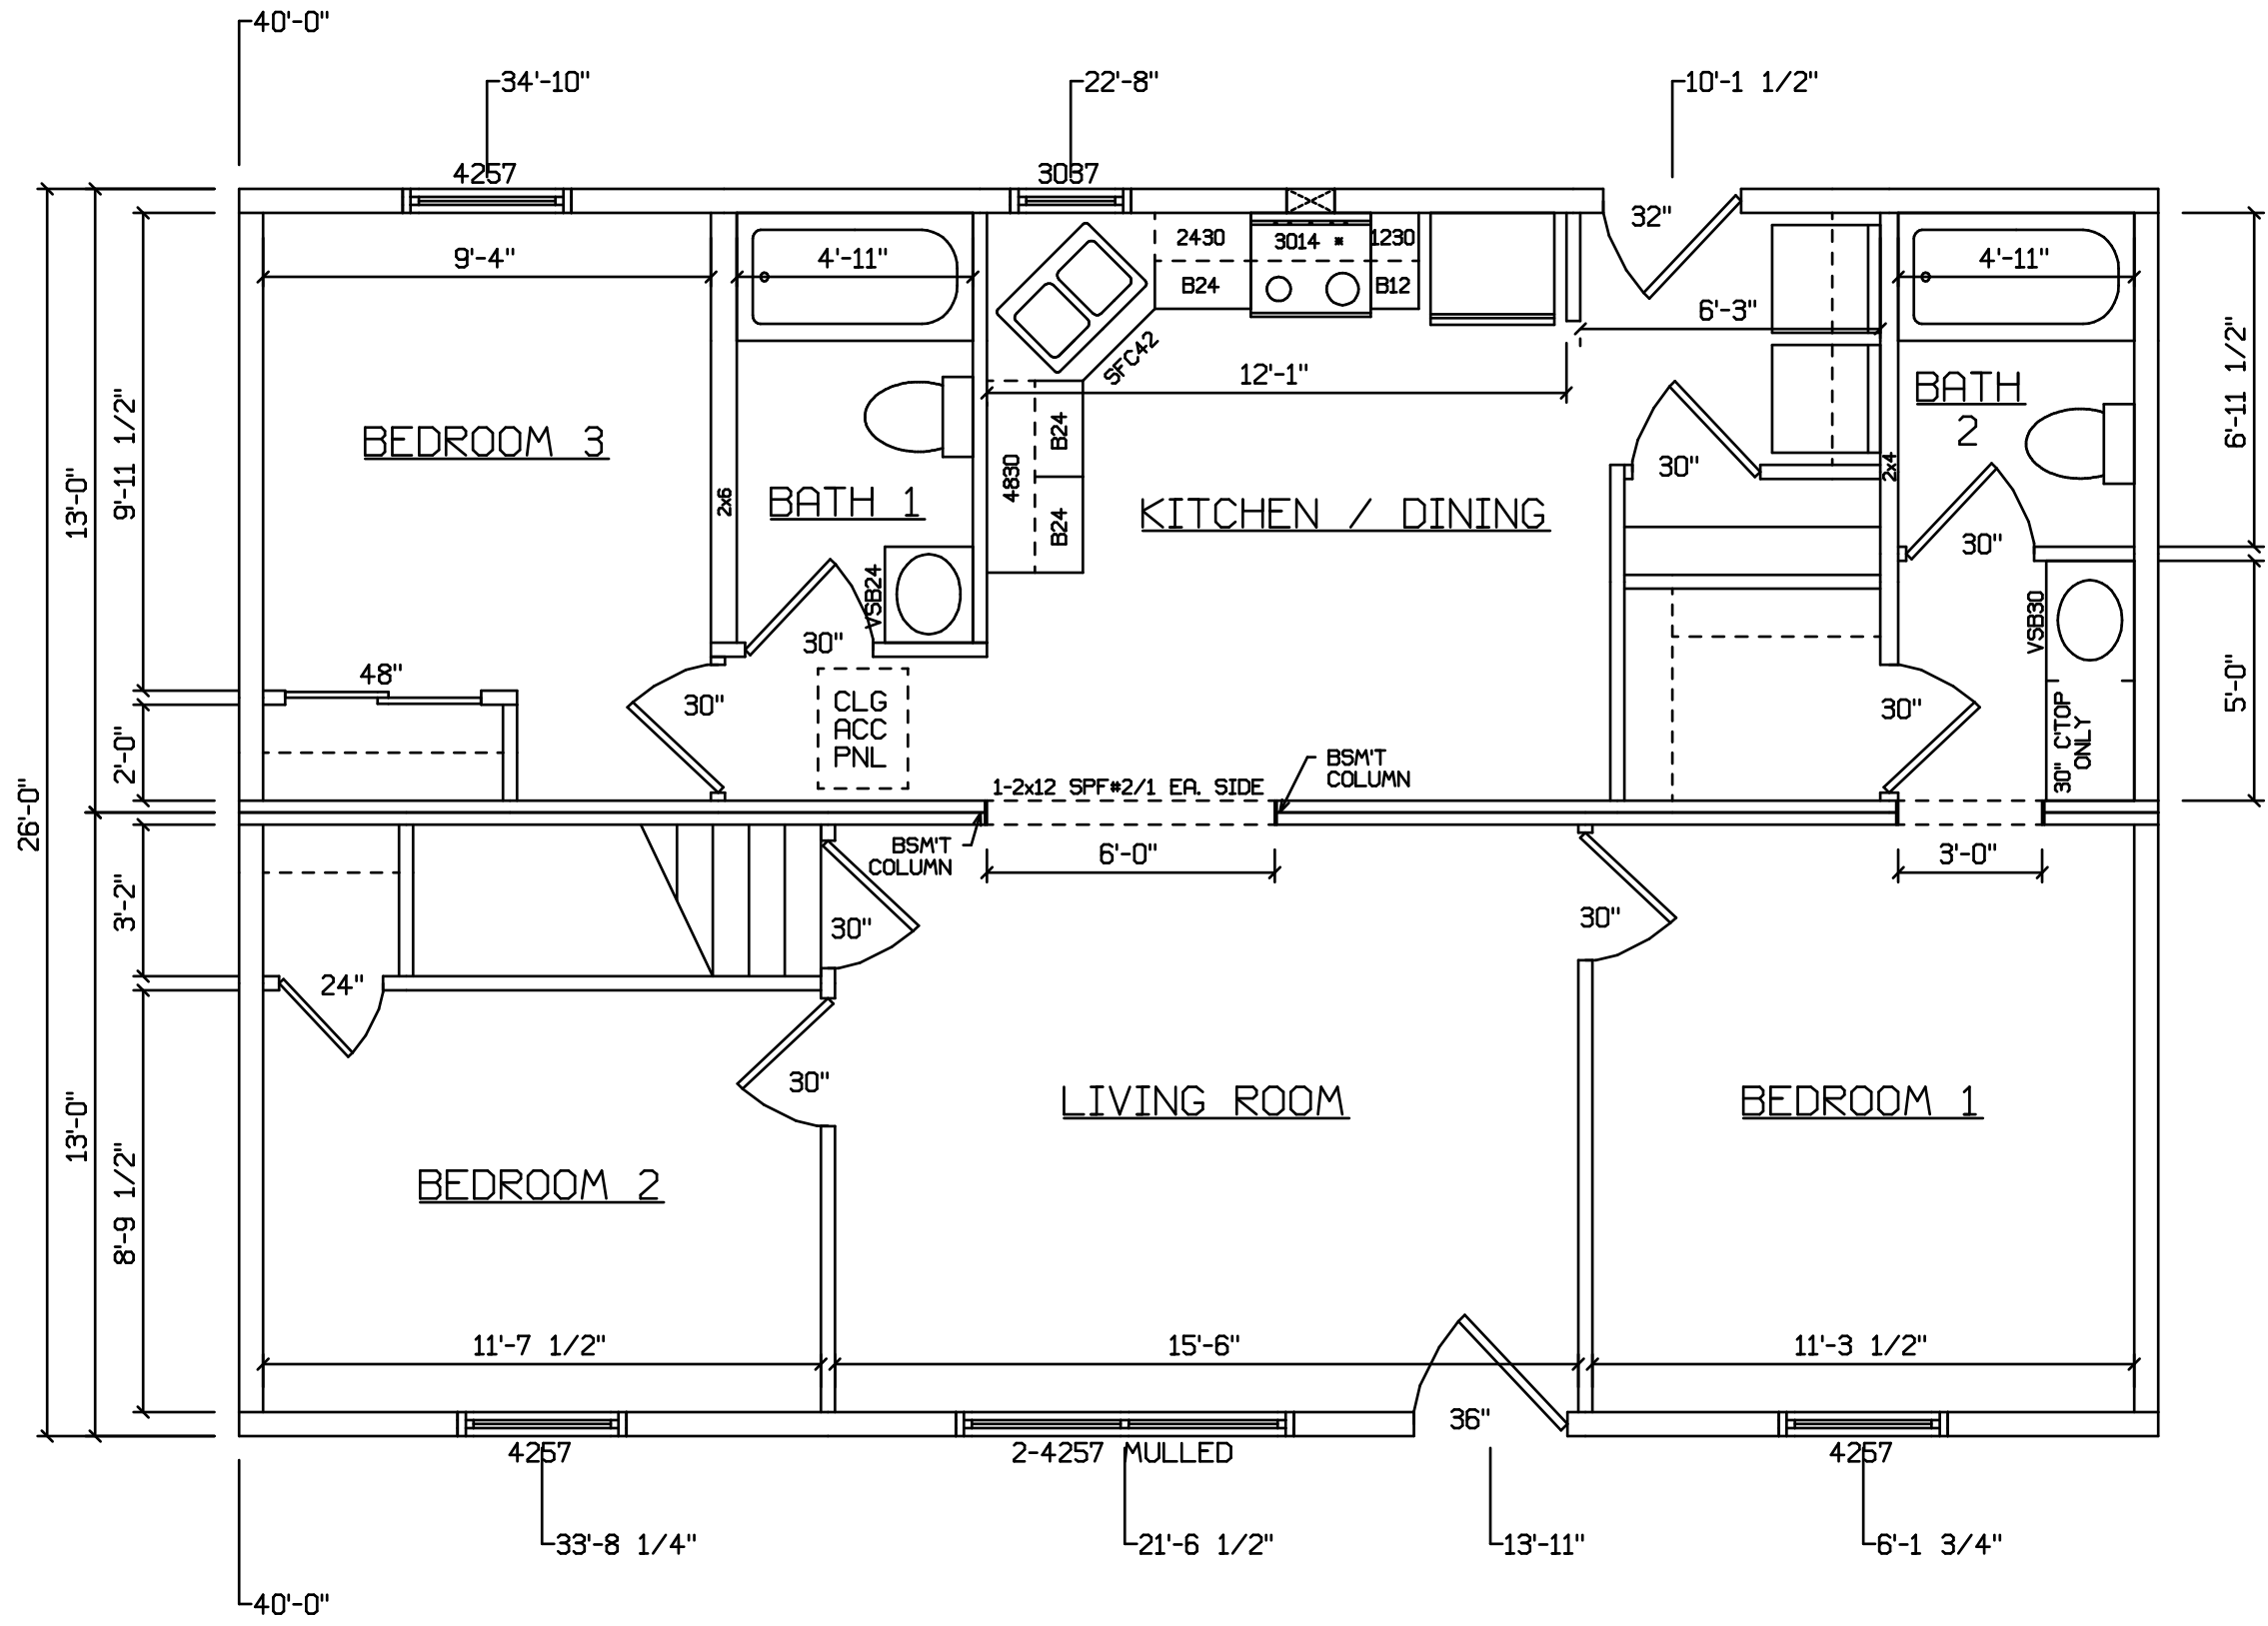 40'-0"
34'-10"
22'-8"
10'-1 1/2"
4257
3037
32"
9'-4"
4'-11"
2430
3014 *
1230
B24
B12
4'-11"
6'-3"
SFC42
12'-1"
BEDROOM 3
BATH 1
2x6
4830
B24
B24
KITCHEN / DINING
30"
2x4
BATH
2
30"
6'-11 1/2"
9'-11 1/2"
13'-0"
VSB24
30"
VSB30
48"
30"
CLG
ACC
PNL
30"
30" C'TOP
ONLY
5'-0"
2'-0"
26'-0"
1-2x12 SPF#2/1 EA. SIDE
BSM'T
COLUMN
BSM'T
COLUMN
6'-0"
3'-0"
3'-2"
30"
30"
24"
30"
LIVING ROOM
BEDROOM 1
BEDROOM 2
13'-0"
8'-9 1/2"
11'-7 1/2"
15'-6"
11'-3 1/2"
36"
4257
2-4257 MULLED
4257
33'-8 1/4"
21'-6 1/2"
13'-11"
6'-1 3/4"
40'-0"